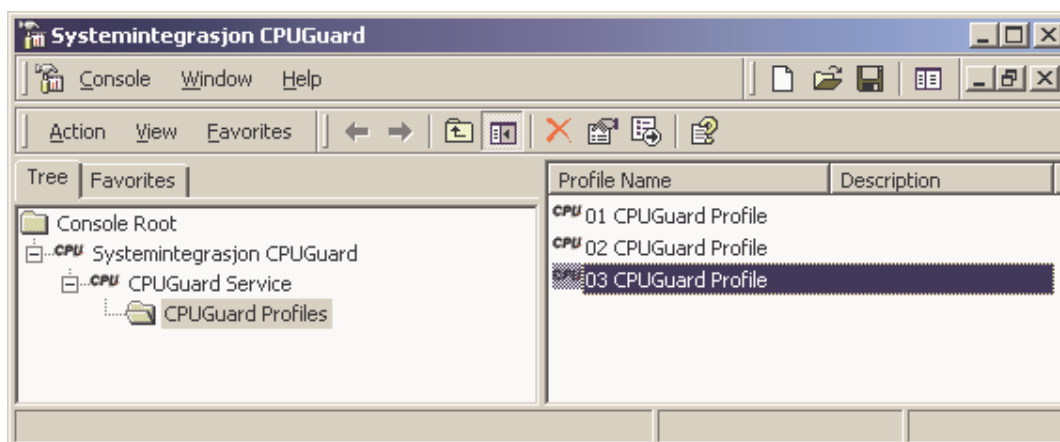 Systemintegrasjon CPUGuard
Console Window Help
Action View Favorites
Tree Favorites
Profile Name Description
Console Root
CPU Systemintegrasjon CPUGuard
CPU CPUGuard Service
CPUGuard Profiles
CPU 01 CPUGuard Profile
CPU 02 CPUGuard Profile
CPU 03 CPUGuard Profile